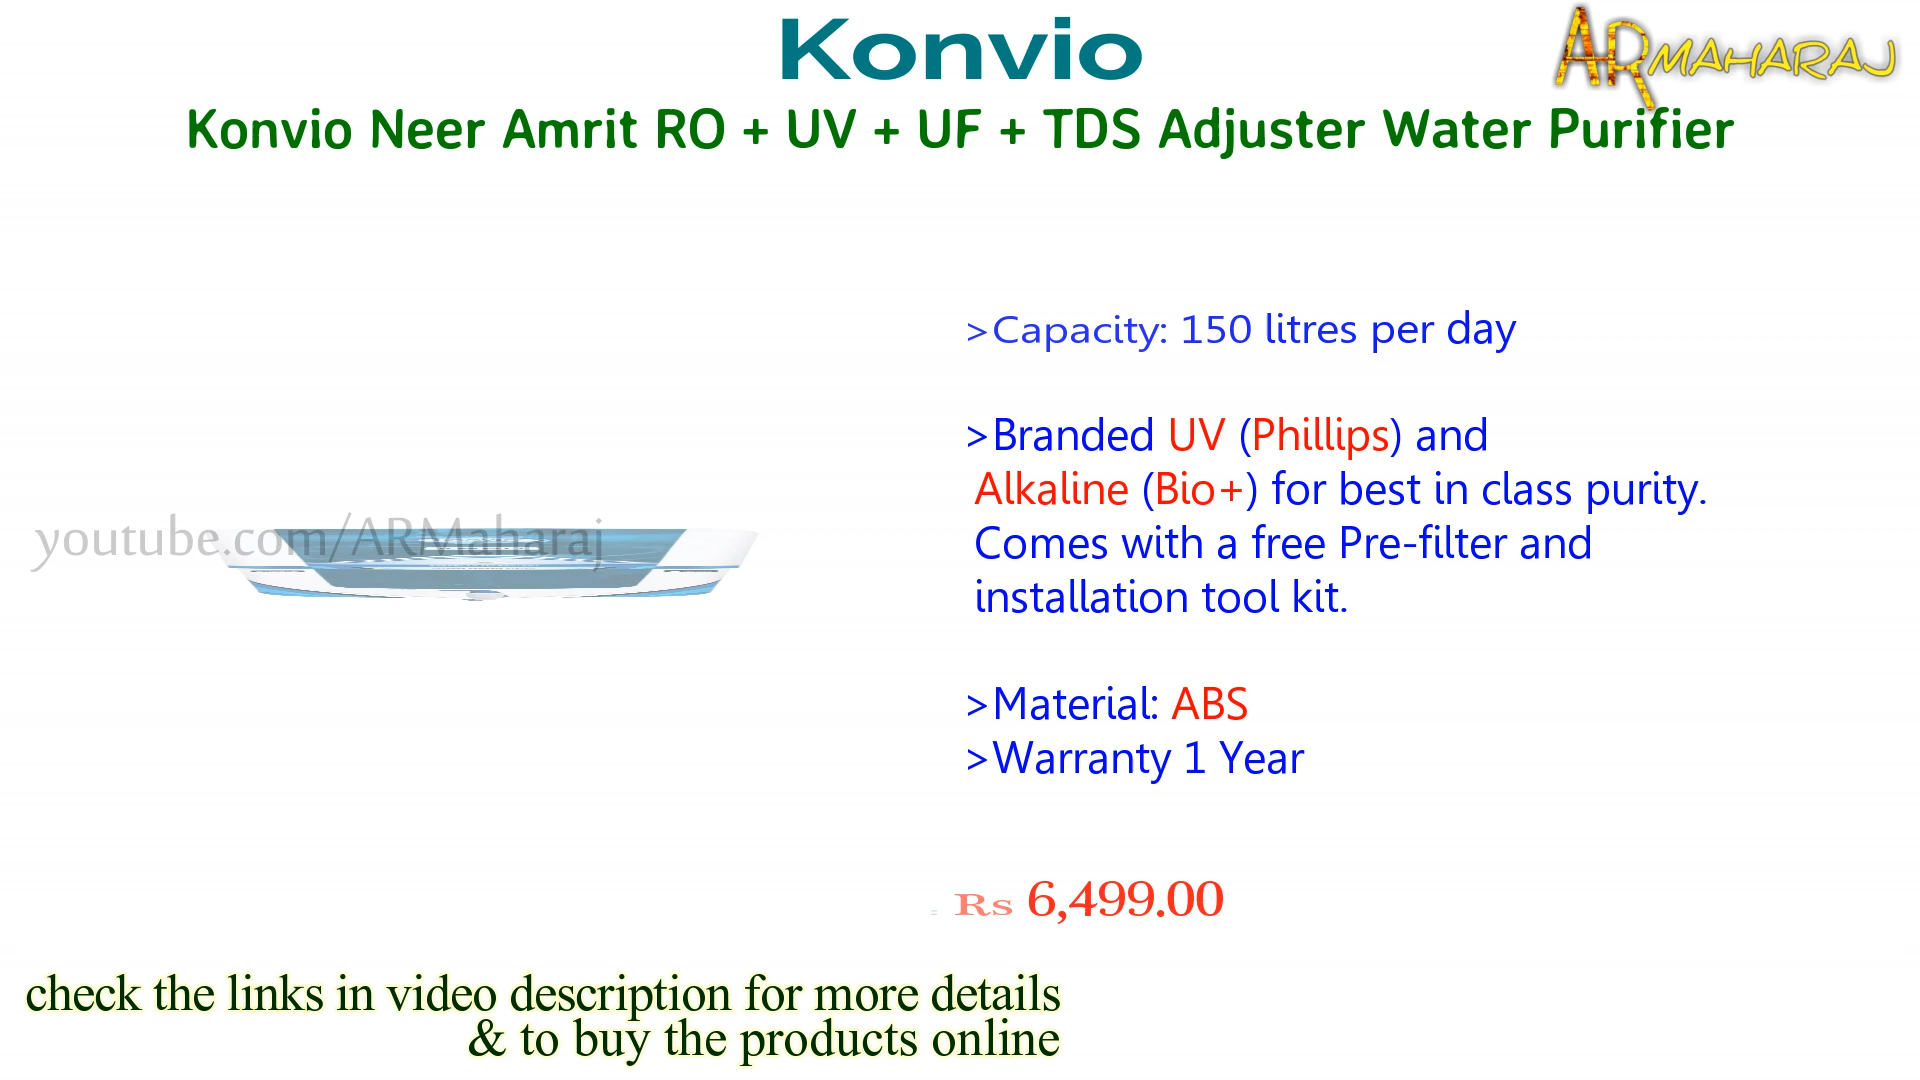 Konvio
ARMAHARAJ
Konvio Neer Amrit RO + UV + UF + TDS Adjuster Water Purifier
>Capacity: 150 litres per day
>Branded UV (Phillips) and
Alkaline (Bio+) for best in class purity.
Comes with a free Pre-filter and
installation tool kit.
youtube.com/ARMaharaj
>Material: ABS
>Warranty 1 Year
Rs 6,499.00
check the links in video description for more details
& to buy the products online